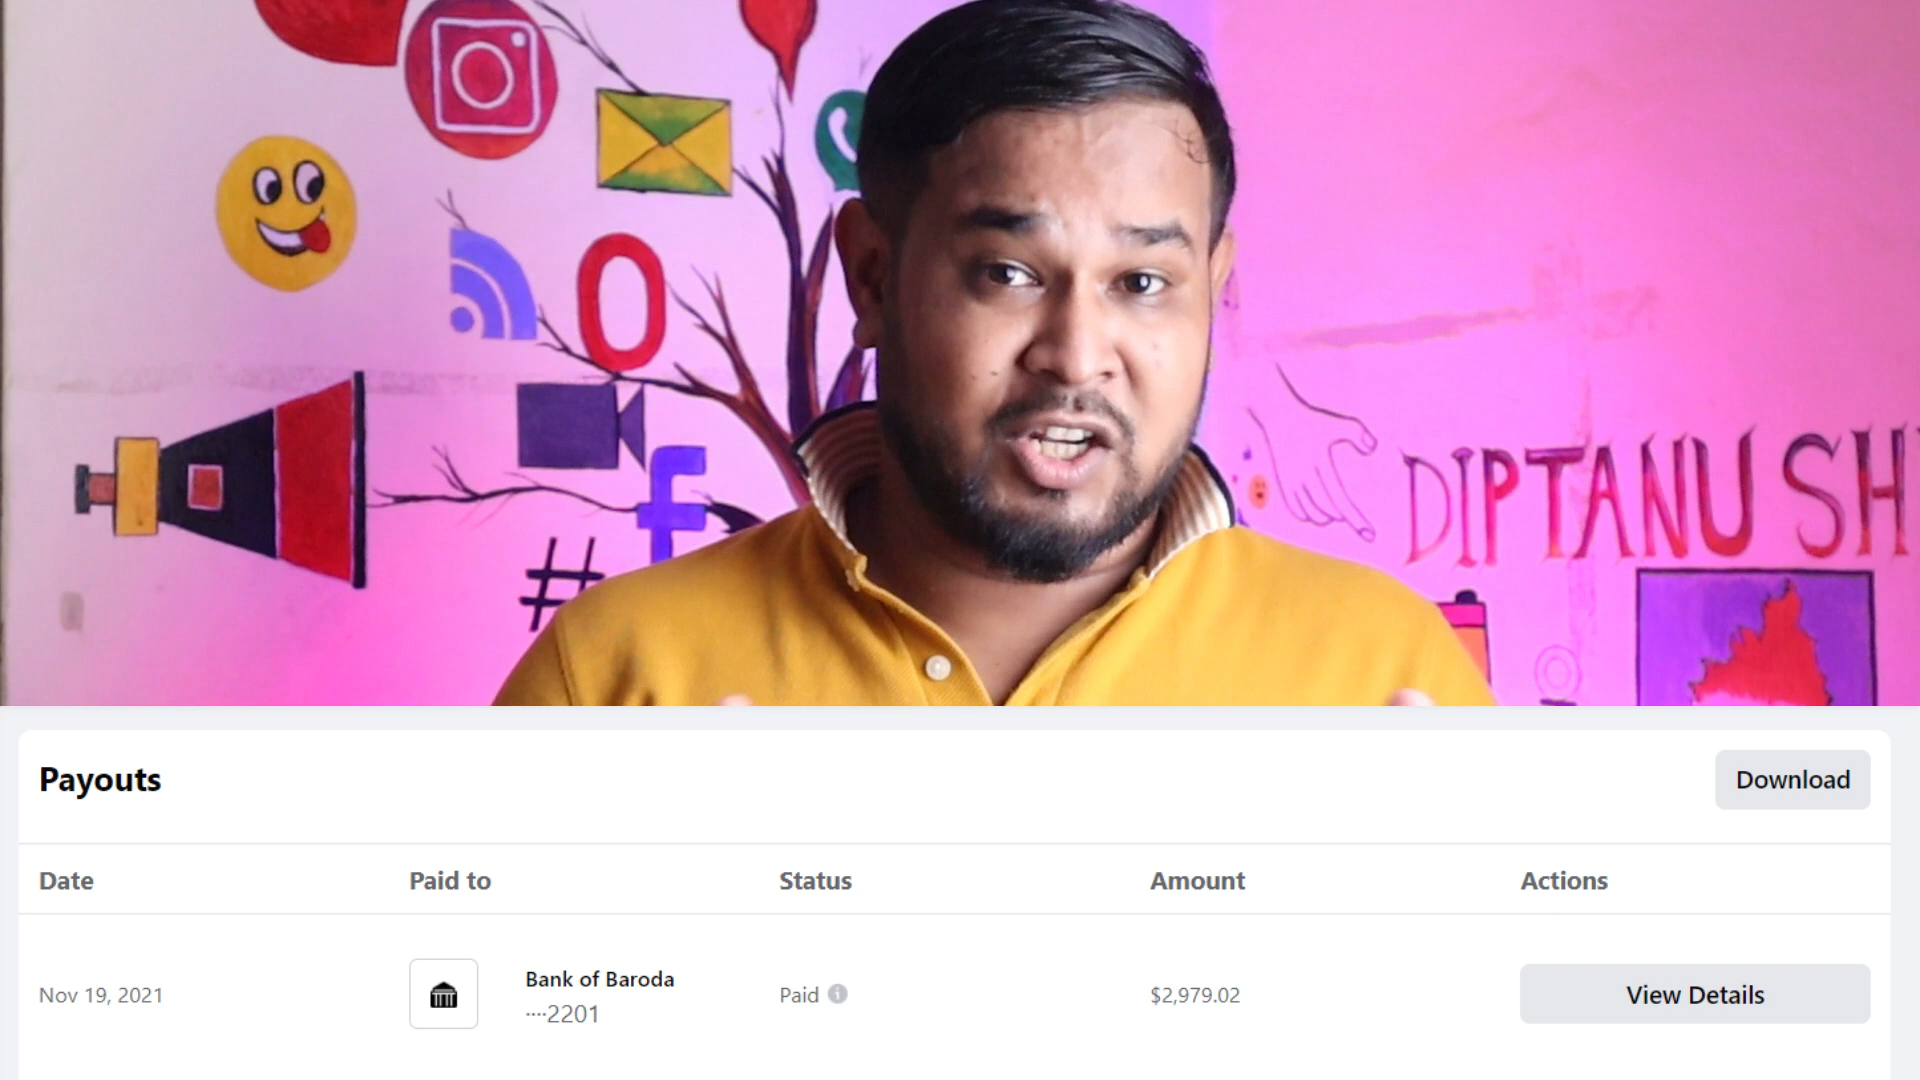 #
DIPTANU SH
Payouts
Download
Date Paid to Status Amount Actions
Nov 19, 2021 Bank of Baroda Paid $2,979.02 View Details
····2201